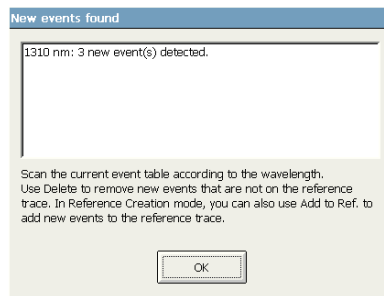 New events found
1310 nm: 3 new event(s) detected.
Scan the current event table according to the wavelength.
Use Delete to remove new events that are not on the reference
trace. In Reference Creation mode, you can also use Add to Ref. to
add new events to the reference trace.
OK